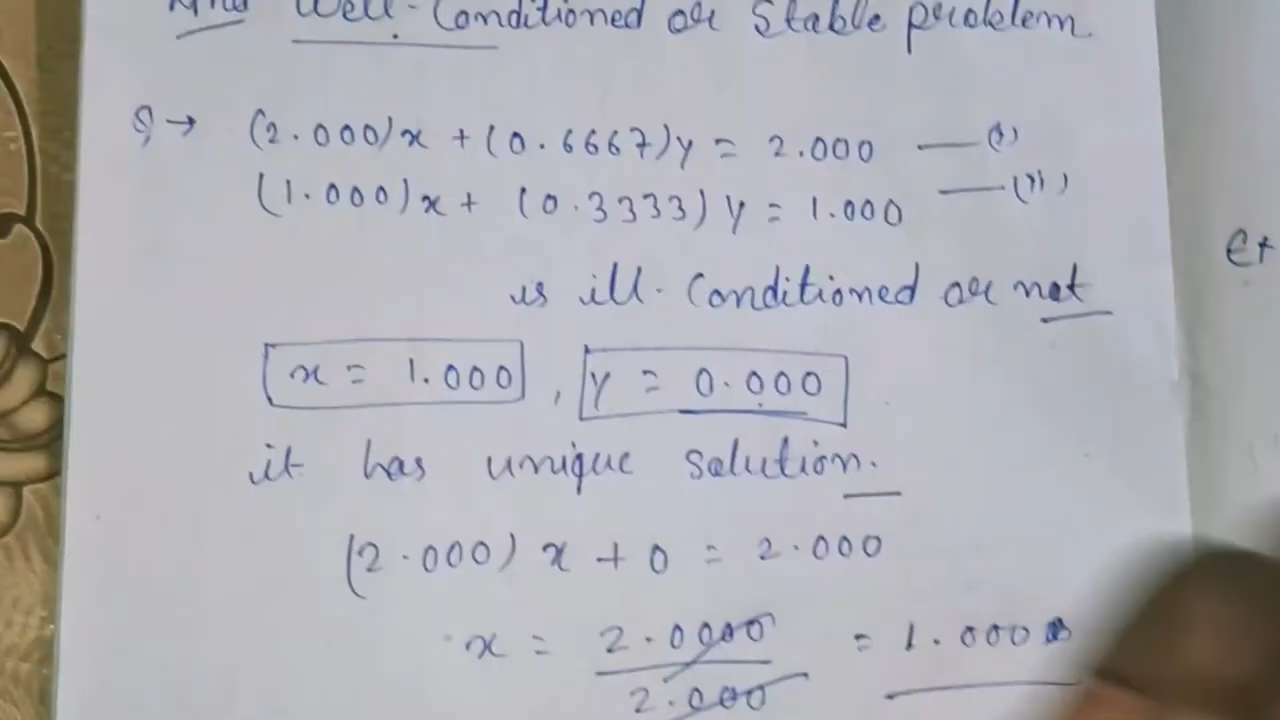 Well-Conditioned or Stable problem
Q → (2.000)x + (0.6667)y = 2.000 —(I)
(1.000)x + (0.3333)y = 1.000 —(II)
is ill-Conditioned or not
x = 1.000 , y = 0.000
it has unique solution.
(2.000) x + 0 = 2.000
x = 2.0000 / 2.000 = 1.000